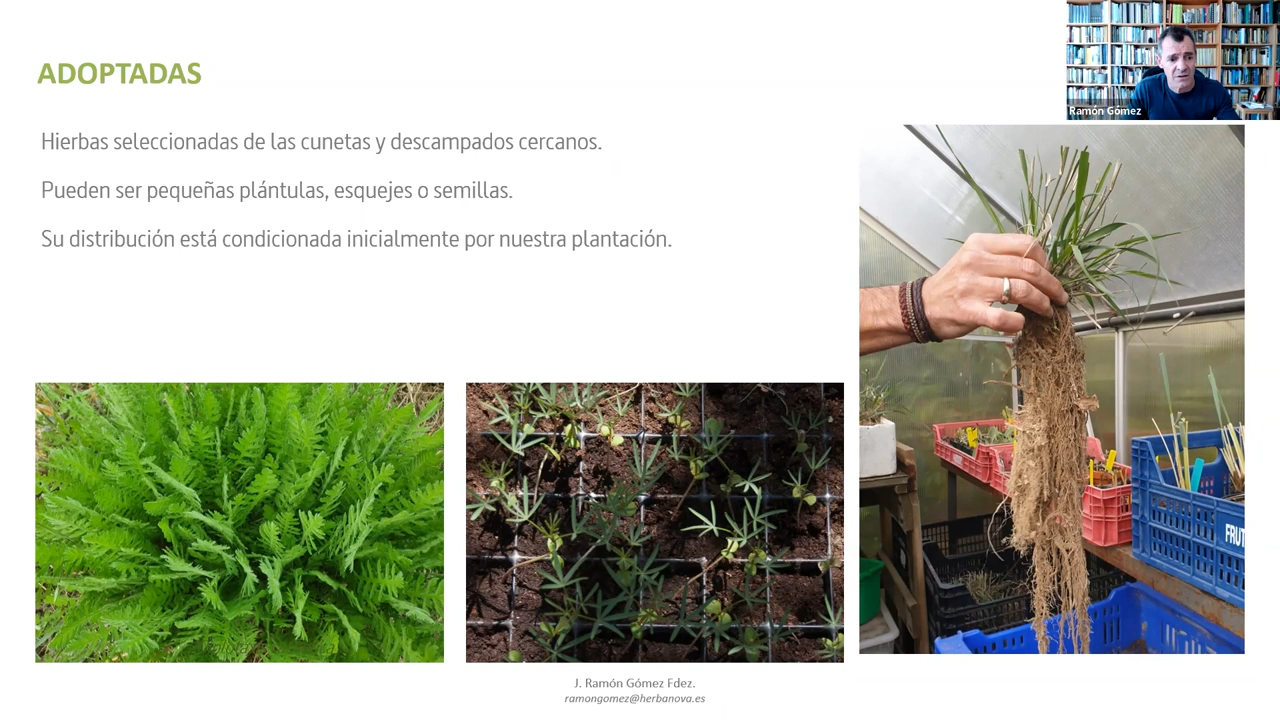 ADOPTADAS
Ramón Gómez
Hierbas seleccionadas de las cunetas y descampados cercanos.
Pueden ser pequeñas plántulas, esquejes o semillas.
Su distribución está condicionada inicialmente por nuestra plantación.
FRUT
J. Ramón Gómez Fdez.
ramongomez@herbanova.es